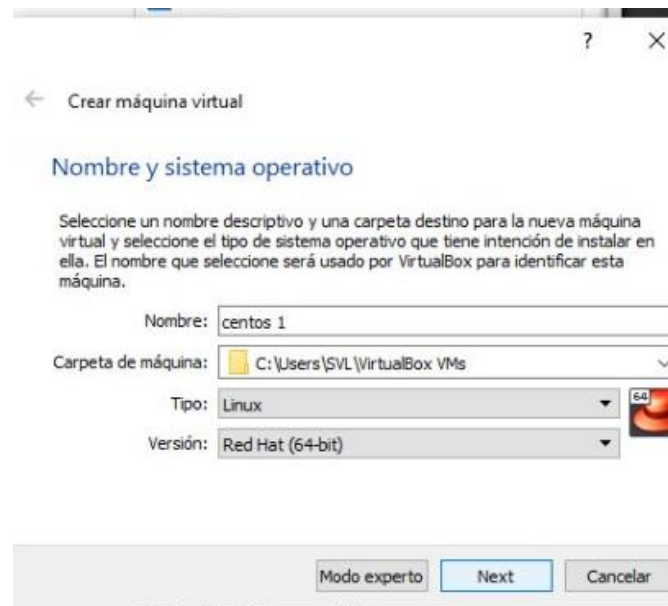 ?
Crear máquina virtual
Nombre y sistema operativo
Seleccione un nombre descriptivo y una carpeta destino para la nueva máquina
virtual y seleccione el tipo de sistema operativo que tiene intención de instalar en
ella. El nombre que seleccione será usado por VirtualBox para identificar esta
máquina.
Nombre: centos 1
Carpeta de máquina: C:\Users\SVL\VirtualBox VMs
Tipo: Linux
64
Versión: Red Hat (64-bit)
Modo experto Next Cancelar